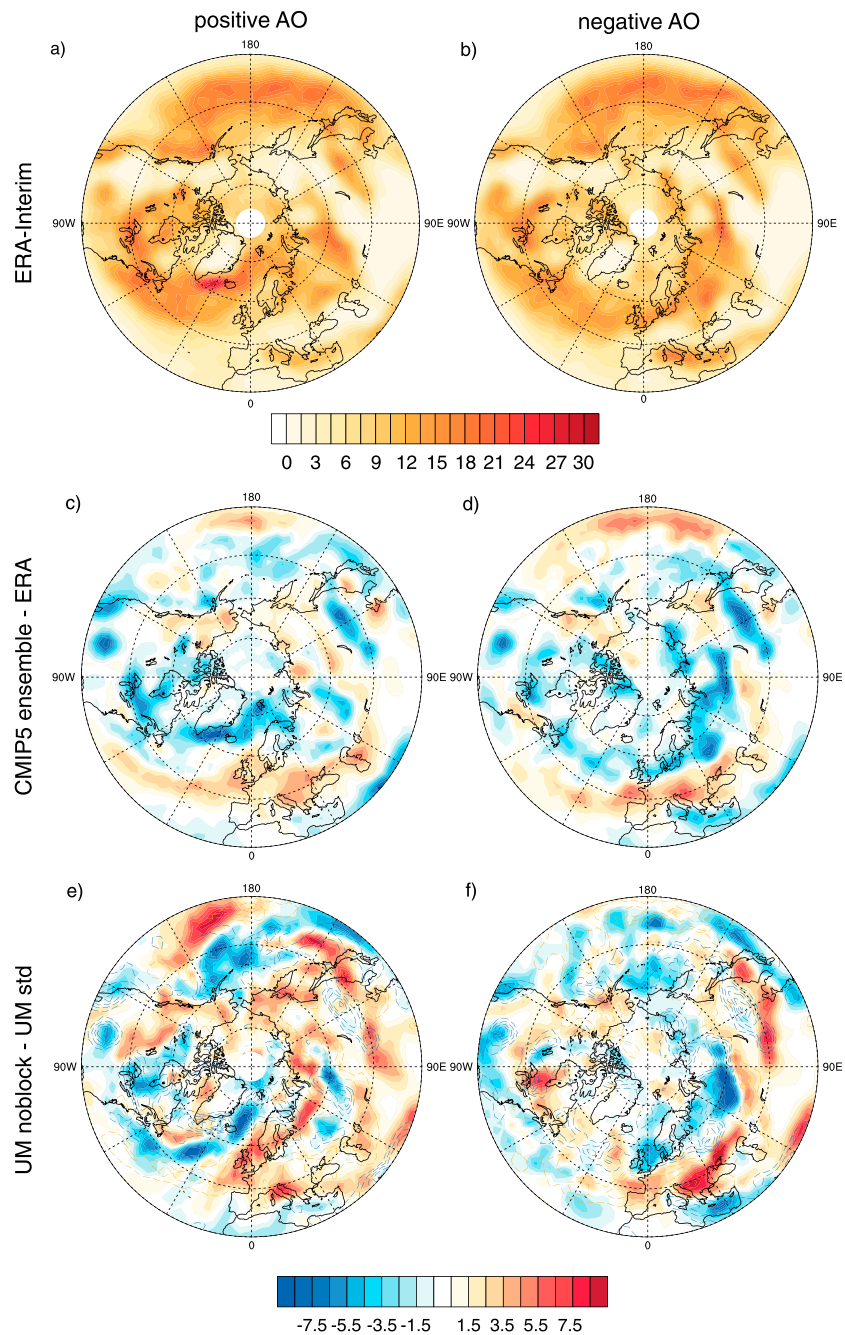 positive AO negative AO
a) 180 b) 180
ERA-Interim
90W 90E 90W 90E
0 0
0 3 6 9 12 15 18 21 24 27 30
c) 180 d) 180
CMIP5 ensemble - ERA
90W 90E 90W 90E
0 0
e) 180 f) 180
UM noblock - UM std
90W 90E 90W 90E
0 0
-7.5 -5.5 -3.5 -1.5 1.5 3.5 5.5 7.5